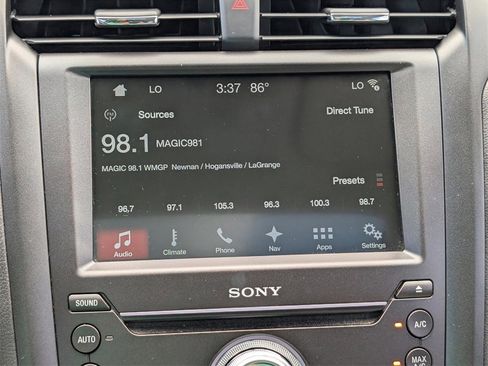 LO 3:37 86° LO
Sources Direct Tune
98.1 MAGIC981
MAGIC 98.1 WMGP Newnan / Hogansville / LaGrange
Presets
96.7 97.1 105.3 96.3 100.3 98.7
Audio Climate Phone Nav Apps Settings
SONY
SOUND
AUTO A/C
MAX
A/C